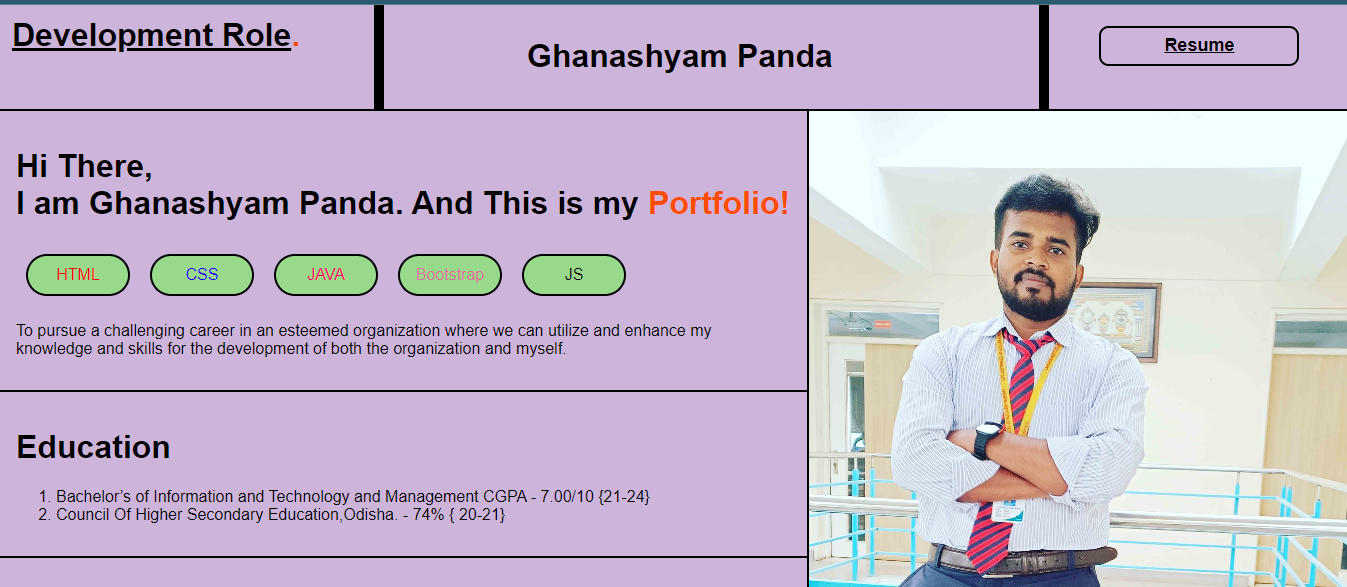 Development Role.
Ghanashyam Panda
Resume
Hi There,
I am Ghanashyam Panda. And This is my Portfolio!
HTML
CSS
JAVA
Bootstrap
JS
To pursue a challenging career in an esteemed organization where we can utilize and enhance my
knowledge and skills for the development of both the organization and myself.
Education
1. Bachelor’s of Information and Technology and Management CGPA - 7.00/10 {21-24}
2. Council Of Higher Secondary Education,Odisha. - 74% { 20-21}